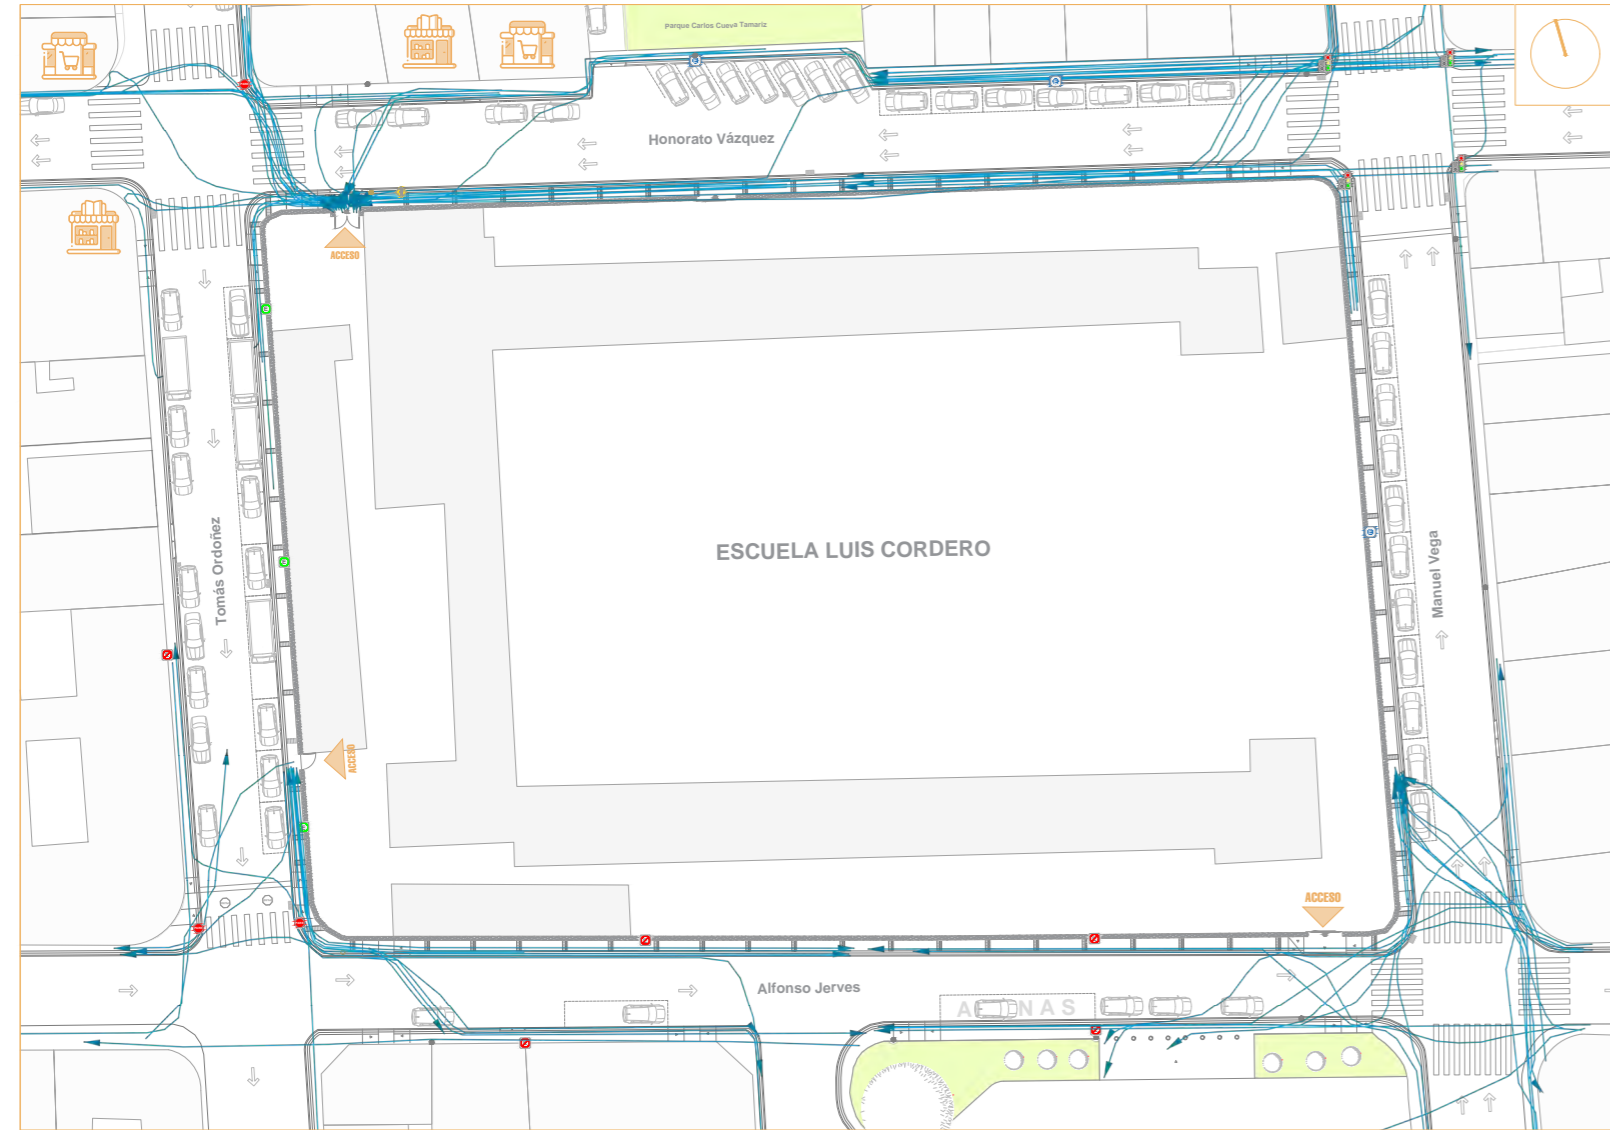 Parque Carlos Cueva Tamariz
Honorato Vázquez
ACCESO
ESCUELA LUIS CORDERO
Tomás Ordoñez
Manuel Vega
ACCESO
ACCESO
Alfonso Jerves